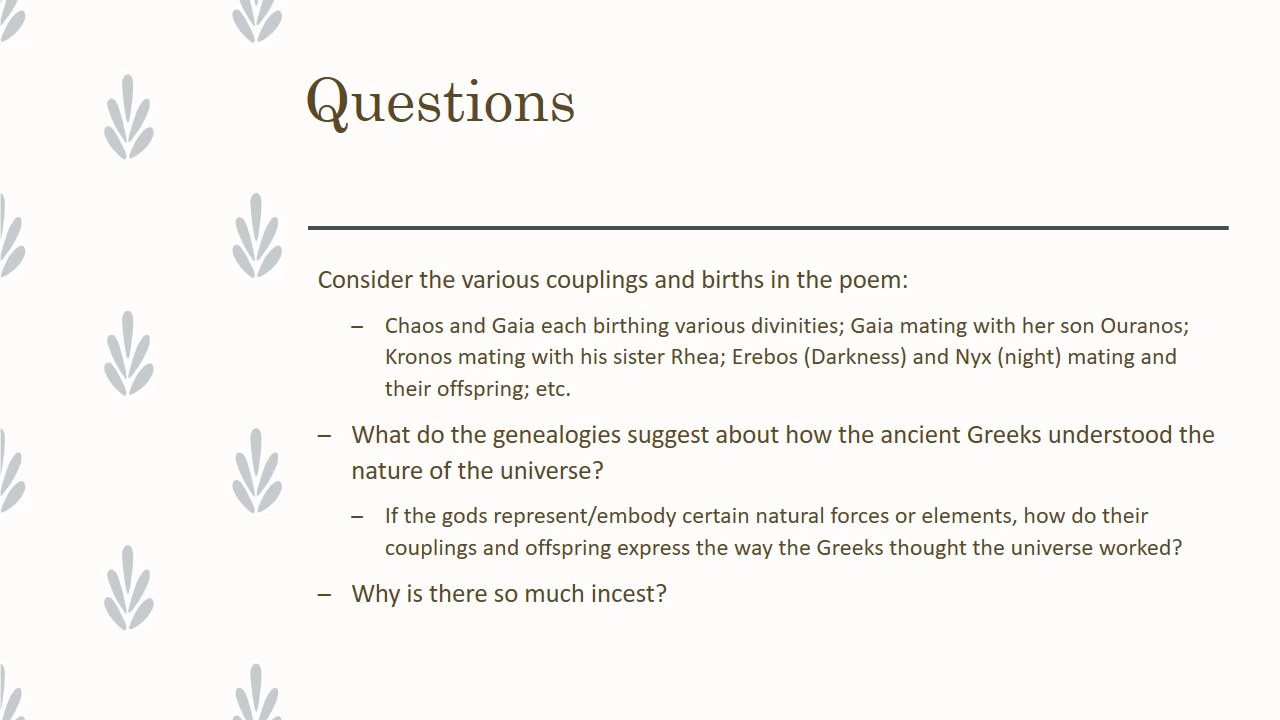 Questions
Consider the various couplings and births in the poem:
– Chaos and Gaia each birthing various divinities; Gaia mating with her son Ouranos;
Kronos mating with his sister Rhea; Erebos (Darkness) and Nyx (night) mating and
their offspring; etc.
– What do the genealogies suggest about how the ancient Greeks understood the
nature of the universe?
– If the gods represent/embody certain natural forces or elements, how do their
couplings and offspring express the way the Greeks thought the universe worked?
– Why is there so much incest?